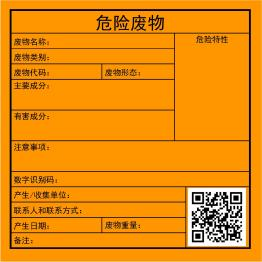 危险废物
废物名称： 危险特性
废物类别：
废物代码： 废物形态：
主要成分：
有害成分：
注意事项：
数字识别码：
产生/收集单位：
联系人和联系方式：
产生日期： 废物重量：
备注：